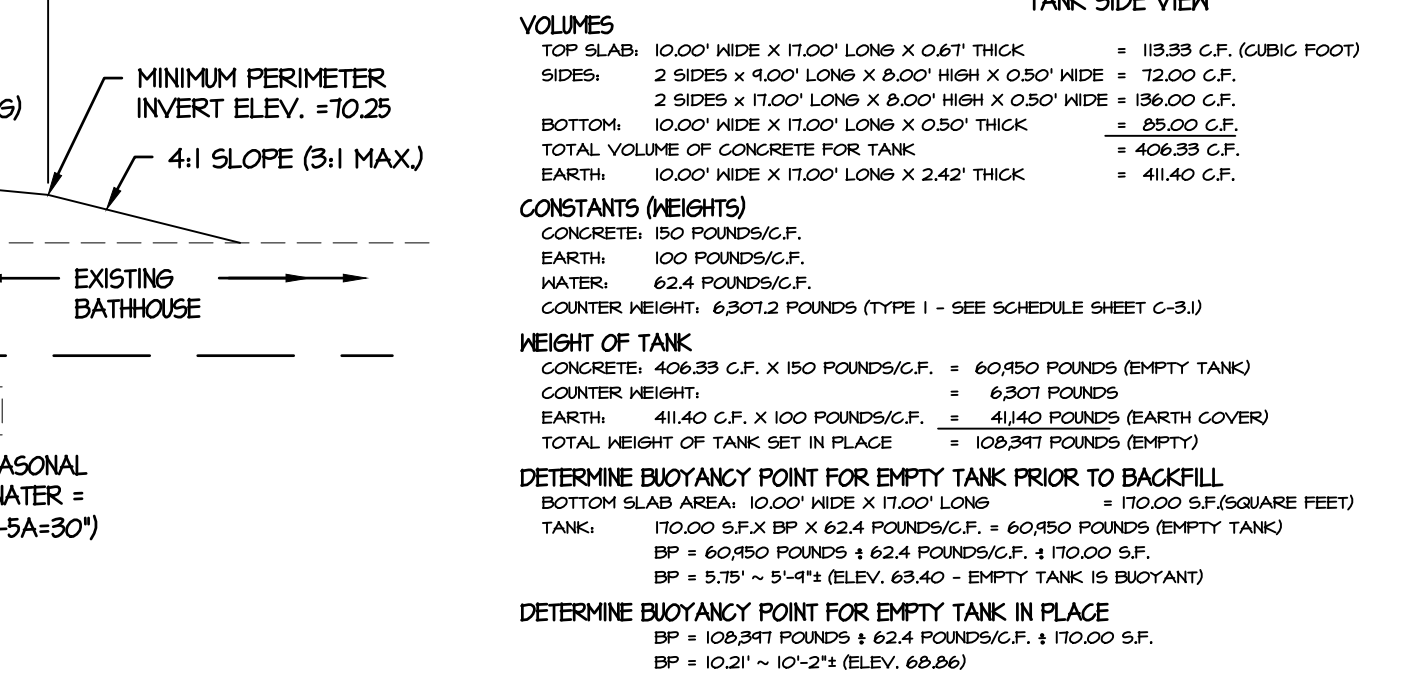 TANK SIDE VIEW
VOLUMES
TOP SLAB: 10.00' WIDE X 17.00' LONG X 0.67' THICK = 113.33 C.F. (CUBIC FOOT)
SIDES: 2 SIDES x 9.00' LONG X 8.00' HIGH X 0.50' WIDE = 72.00 C.F.
2 SIDES x 17.00' LONG X 8.00' HIGH X 0.50' WIDE = 136.00 C.F.
BOTTOM: 10.00' WIDE X 17.00' LONG X 0.50' THICK = 85.00 C.F.
TOTAL VOLUME OF CONCRETE FOR TANK = 406.33 C.F.
EARTH: 10.00' WIDE X 17.00' LONG X 2.42' THICK = 411.40 C.F.
CONSTANTS (WEIGHTS)
CONCRETE: 150 POUNDS/C.F.
EARTH: 100 POUNDS/C.F.
WATER: 62.4 POUNDS/C.F.
COUNTER WEIGHT: 6,307.2 POUNDS (TYPE 1 - SEE SCHEDULE SHEET C-3.1)
WEIGHT OF TANK
CONCRETE: 406.33 C.F. X 150 POUNDS/C.F. = 60,950 POUNDS (EMPTY TANK)
COUNTER WEIGHT: = 6,307 POUNDS
EARTH: 411.40 C.F. X 100 POUNDS/C.F. = 41,140 POUNDS (EARTH COVER)
TOTAL WEIGHT OF TANK SET IN PLACE = 108,397 POUNDS (EMPTY)
DETERMINE BUOYANCY POINT FOR EMPTY TANK PRIOR TO BACKFILL
BOTTOM SLAB AREA: 10.00' WIDE X 17.00' LONG = 170.00 S.F.(SQUARE FEET)
TANK: 170.00 S.F.X BP X 62.4 POUNDS/C.F. = 60,950 POUNDS (EMPTY TANK)
BP = 60,950 POUNDS ÷ 62.4 POUNDS/C.F. ÷ 170.00 S.F.
BP = 5.75' ~ 5'-9"± (ELEV. 63.40 - EMPTY TANK IS BUOYANT)
DETERMINE BUOYANCY POINT FOR EMPTY TANK IN PLACE
BP = 108,397 POUNDS ÷ 62.4 POUNDS/C.F. ÷ 170.00 S.F.
BP = 10.21' ~ 10'-2"± (ELEV. 68.86)
MINIMUM PERIMETER
INVERT ELEV. =70.25
4:1 SLOPE (3:1 MAX.)
EXISTING
BATHHOUSE
ASONAL
WATER =
-5A=30")